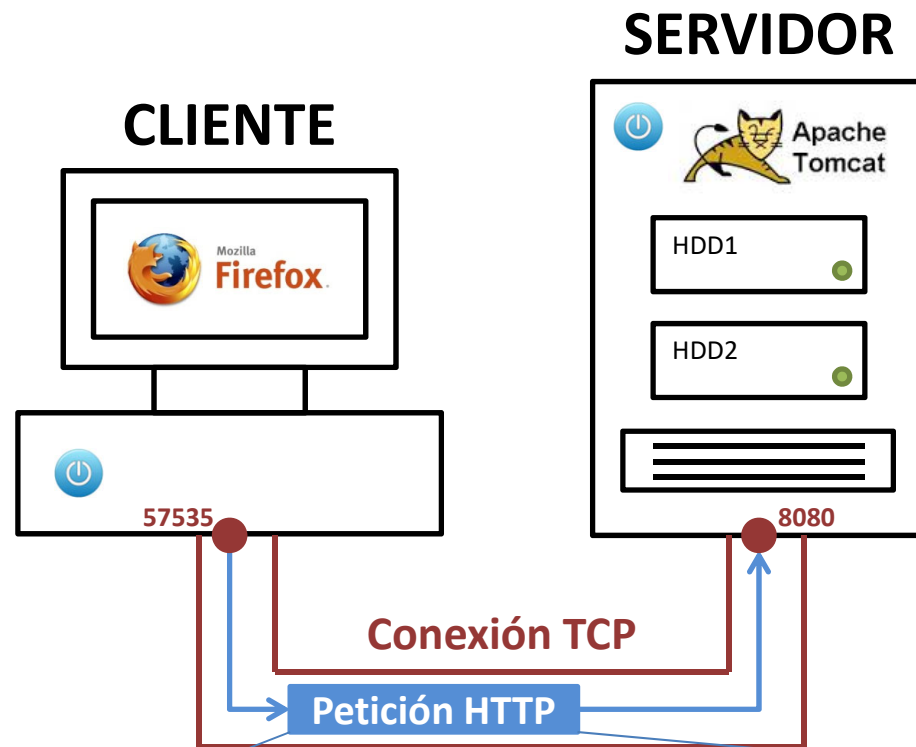 SERVIDOR
CLIENTE
Apache
Tomcat
Mozilla
Firefox
HDD1
HDD2
57535
8080
Conexión TCP
Petición HTTP